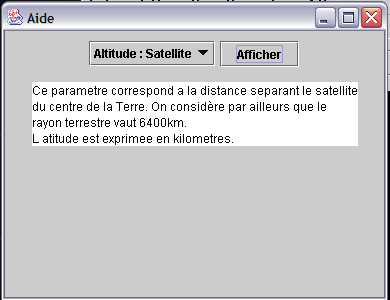 Aide
Altitude : Satellite Afficher
Ce parametre correspond a la distance separant le satellite
du centre de la Terre. On considère par ailleurs que le
rayon terrestre vaut 6400km.
L atitude est exprimee en kilometres.